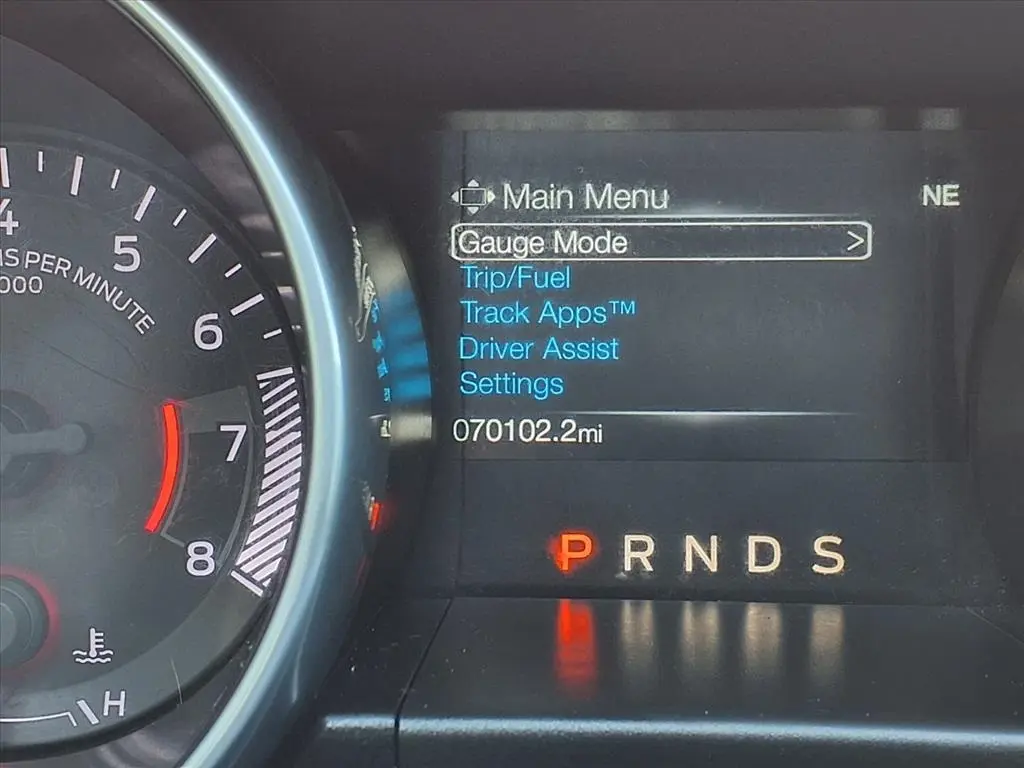 Main Menu
NE
Gauge Mode >
Trip/Fuel
Track Apps™
Driver Assist
Settings
070102.2mi
P R N D S
4
5
6
7
8
PER MINUTE
000
H